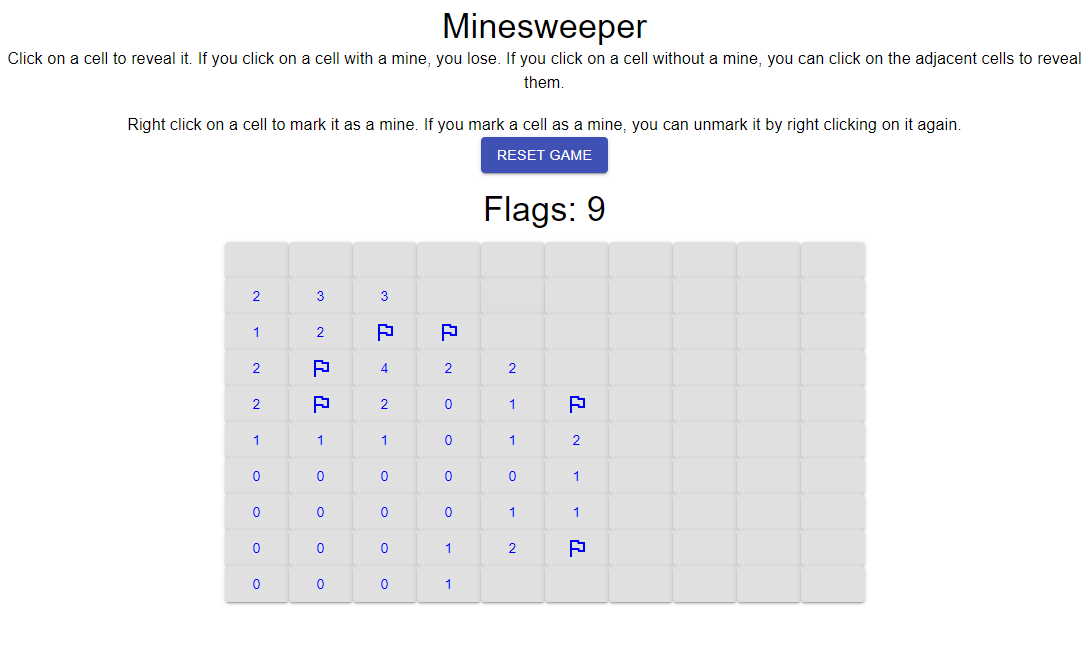 Minesweeper
Click on a cell to reveal it. If you click on a cell with a mine, you lose. If you click on a cell without a mine, you can click on the adjacent cells to reveal
them.
Right click on a cell to mark it as a mine. If you mark a cell as a mine, you can unmark it by right clicking on it again.
RESET GAME
Flags: 9
2 3 3
1 2
2 4 2 2
2 2 0 1
1 1 1 0 1 2
0 0 0 0 0 1
0 0 0 0 1 1
0 0 0 1 2
0 0 0 1